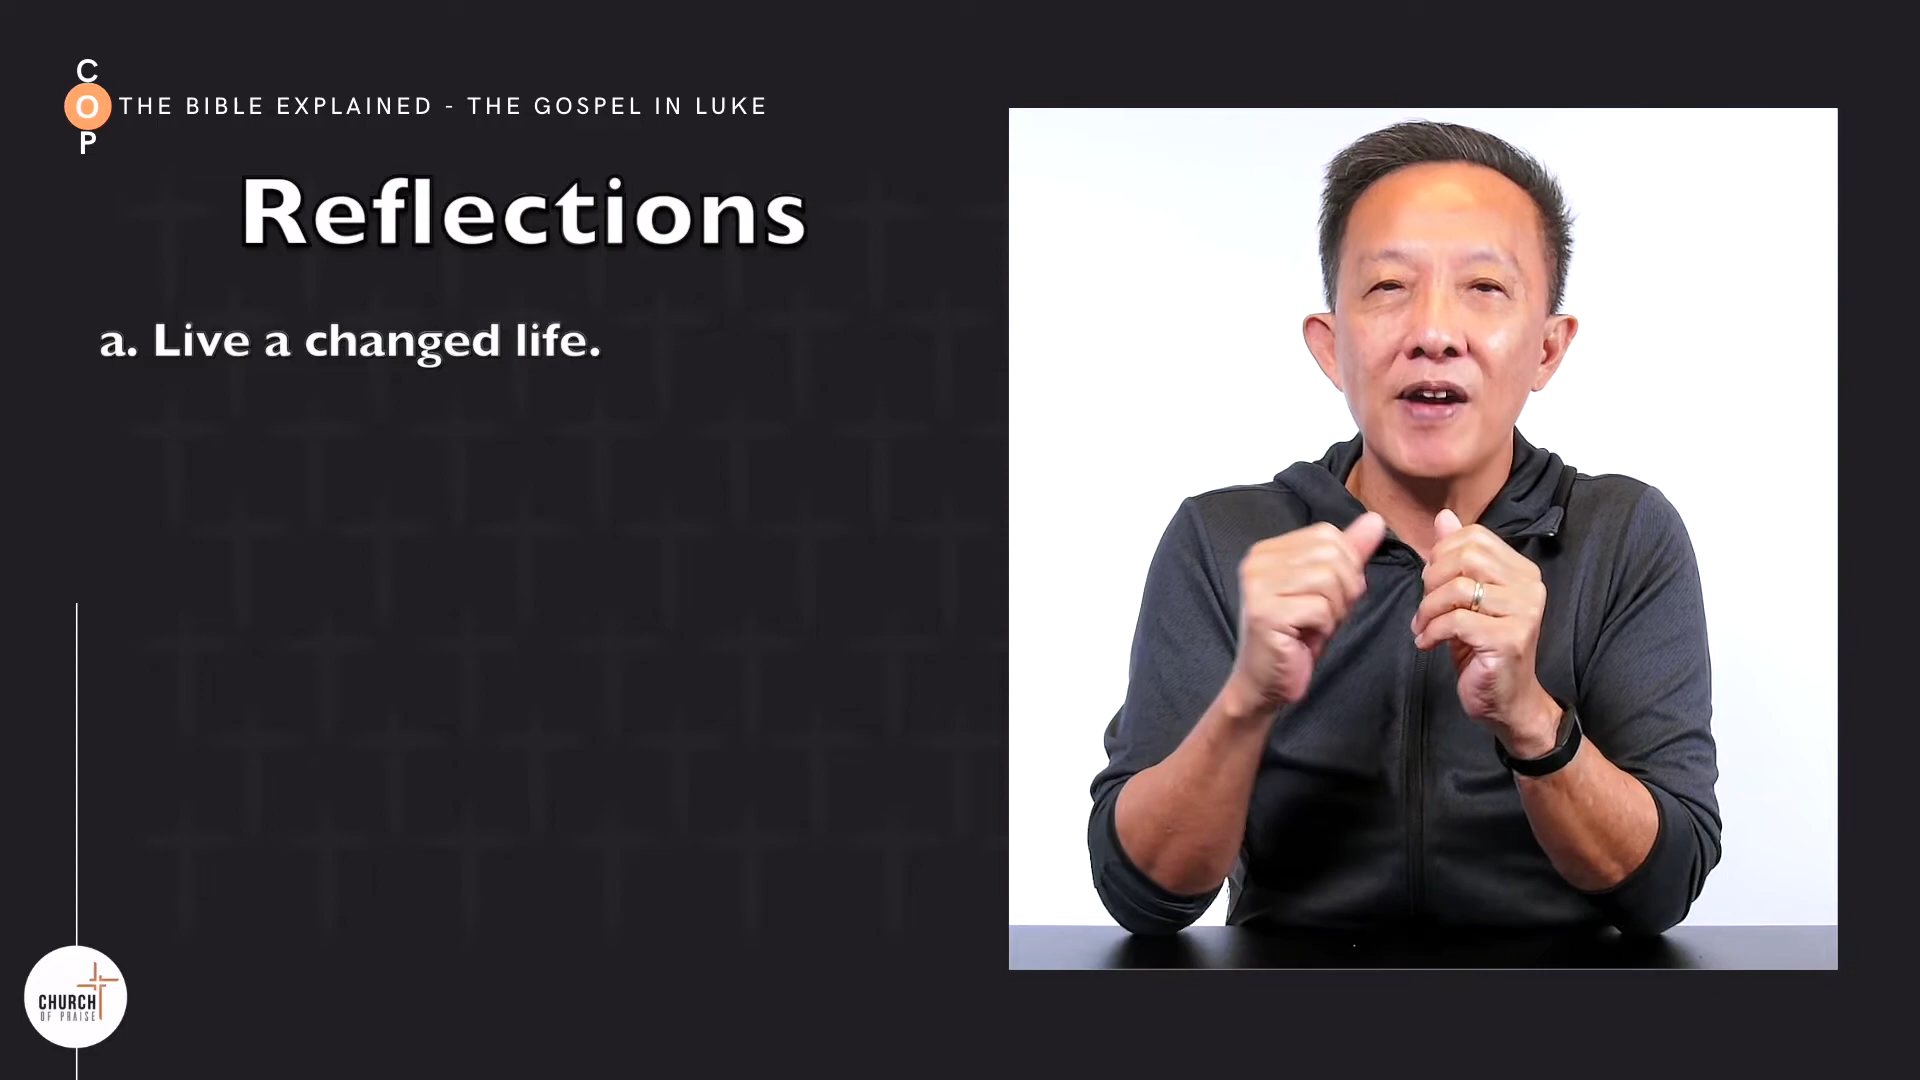 C
O THE BIBLE EXPLAINED - THE GOSPEL IN LUKE
P
Reflections
a. Live a changed life.
CHURCH
OF PRAISE